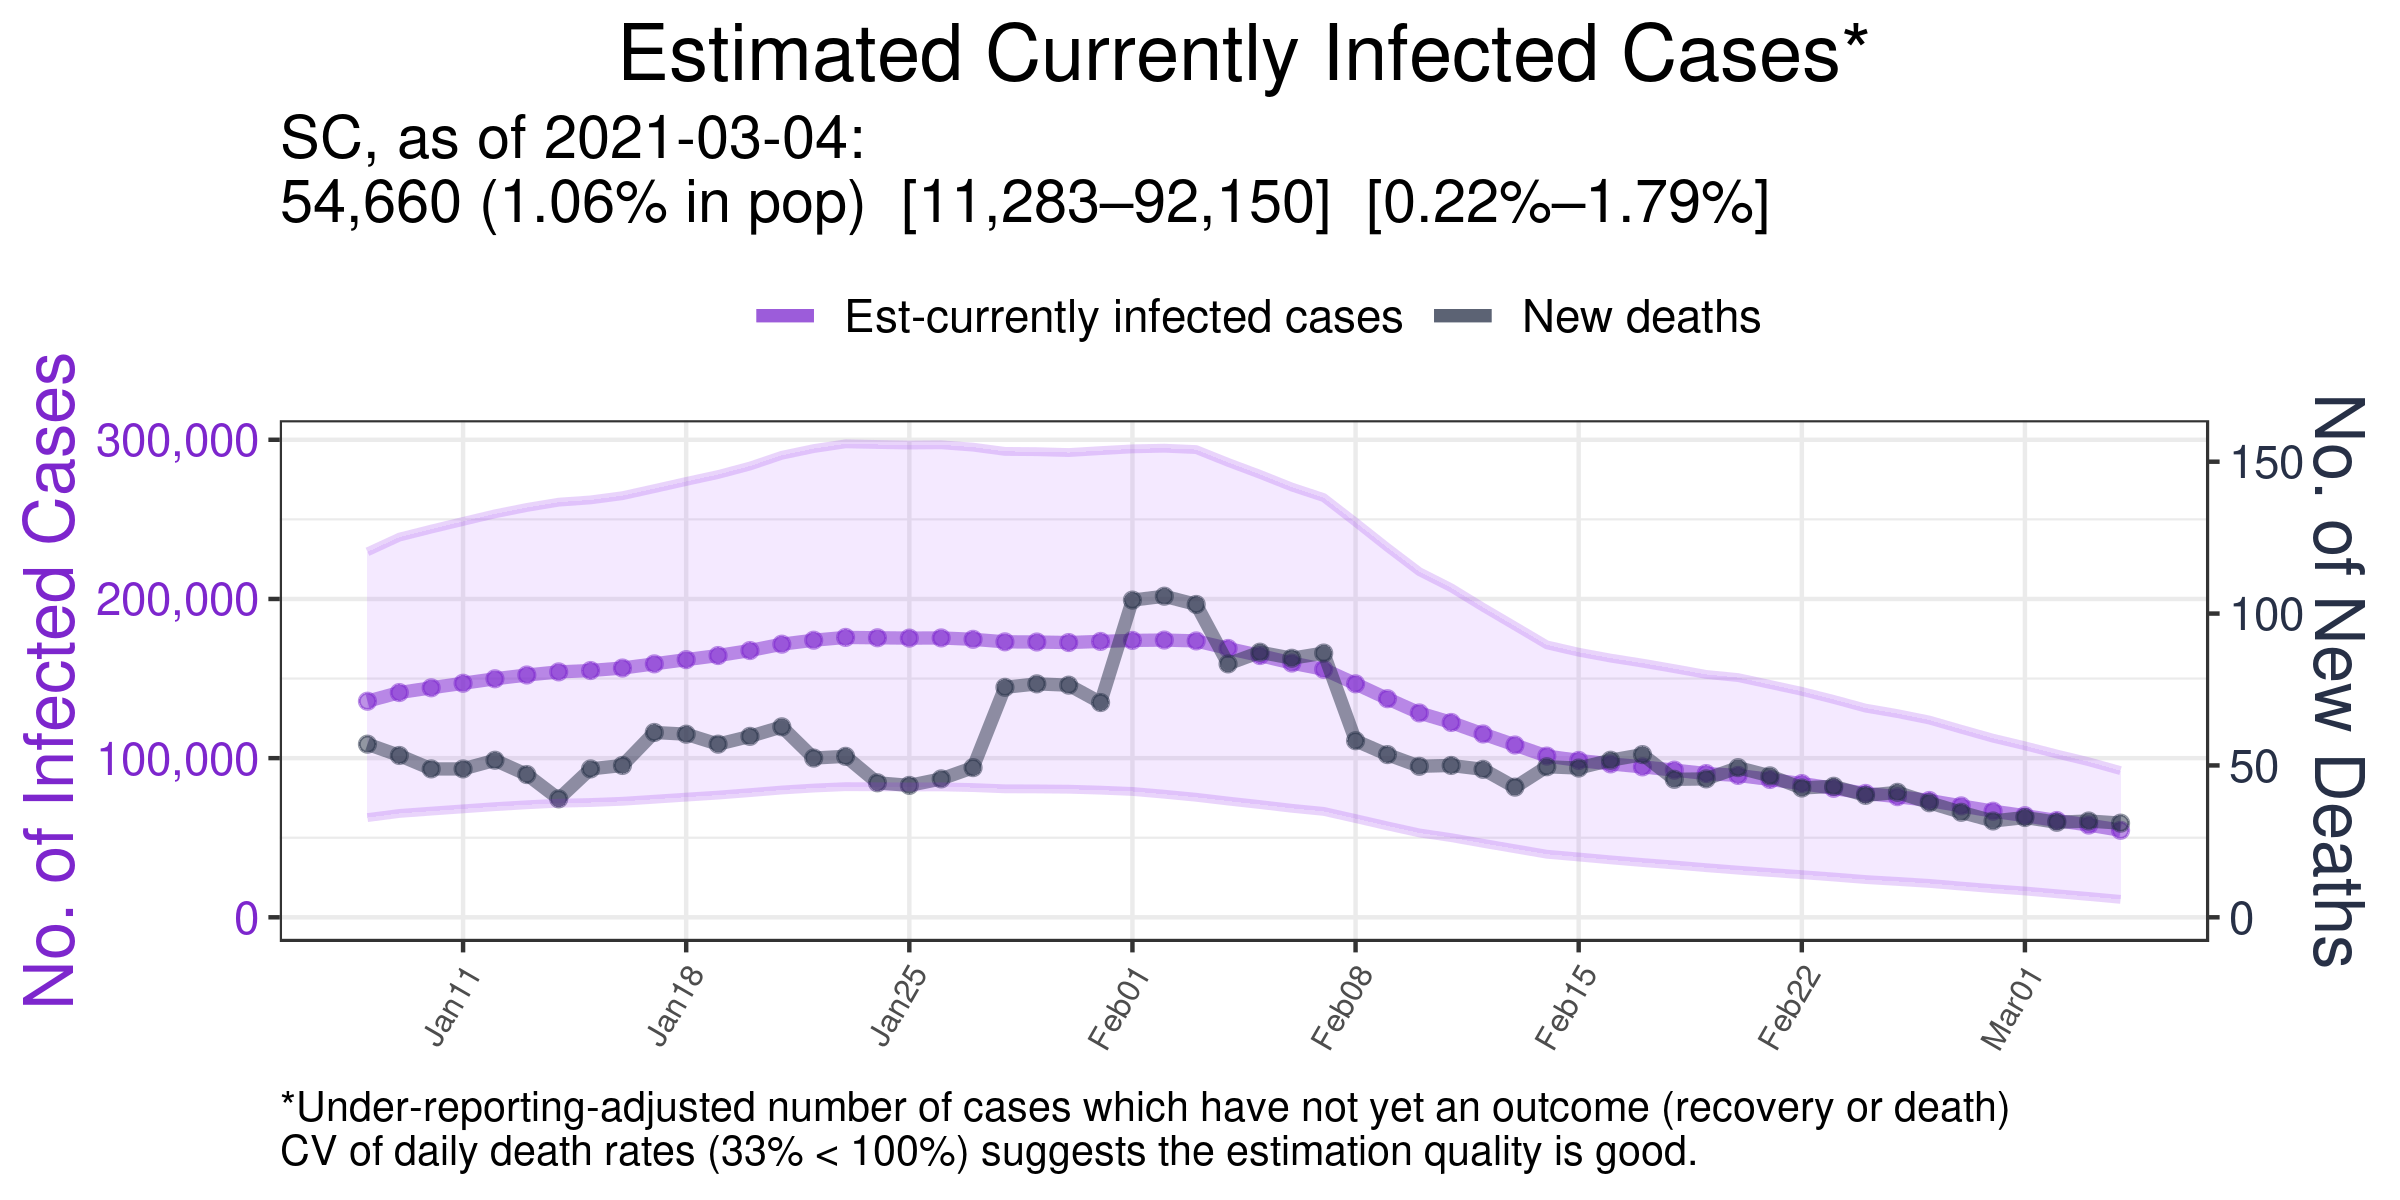 Estimated Currently Infected Cases*
SC, as of 2021-03-04:
54,660 (1.06% in pop)  [11,283–92,150]  [0.22%–1.79%]
Est-currently infected cases
New deaths
No. of Infected Cases
300,000
200,000
100,000
0
150
100
50
0
No. of New Deaths
Jan11
Jan18
Jan25
Feb01
Feb08
Feb15
Feb22
Mar01
*Under-reporting-adjusted number of cases which have not yet an outcome (recovery or death)
CV of daily death rates (33% < 100%) suggests the estimation quality is good.